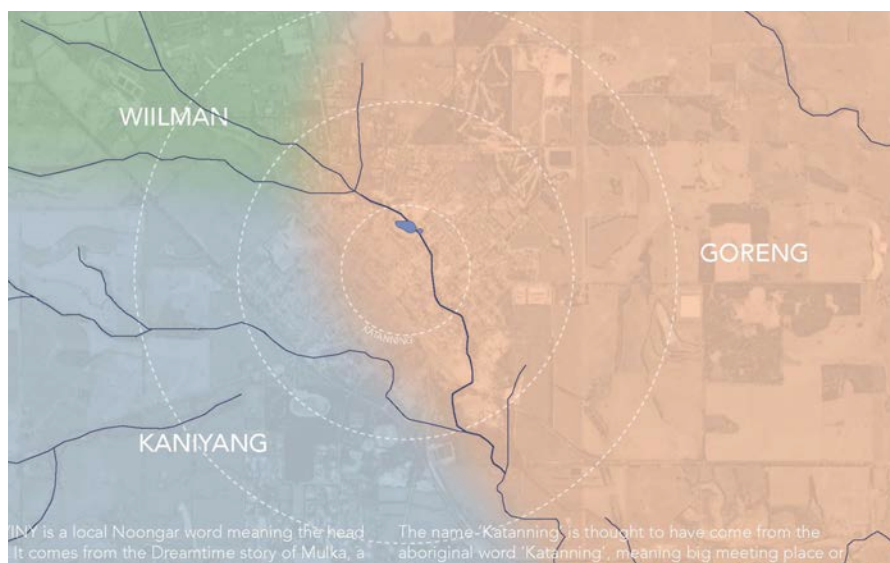 WIILMAN
GORENG
KATANNING
KANIYANG
INY is a local Noongar word meaning the head
It comes from the Dreamtime story of Mulka, a
The name 'Katanning' is thought to have come from the
aboriginal word 'Katanning', meaning big meeting place or